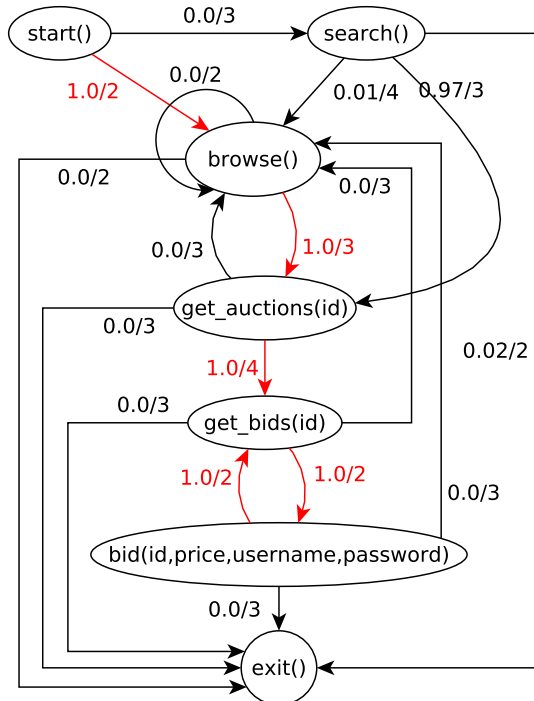 0.0/3
start()
search()
0.0/2
1.0/2
0.01/4
0.97/3
browse()
0.0/2
0.0/3
0.0/3
1.0/3
get_auctions(id)
0.0/3
0.02/2
1.0/4
0.0/3
get_bids(id)
1.0/2
1.0/2
0.0/3
bid(id,price,username,password)
0.0/3
exit()